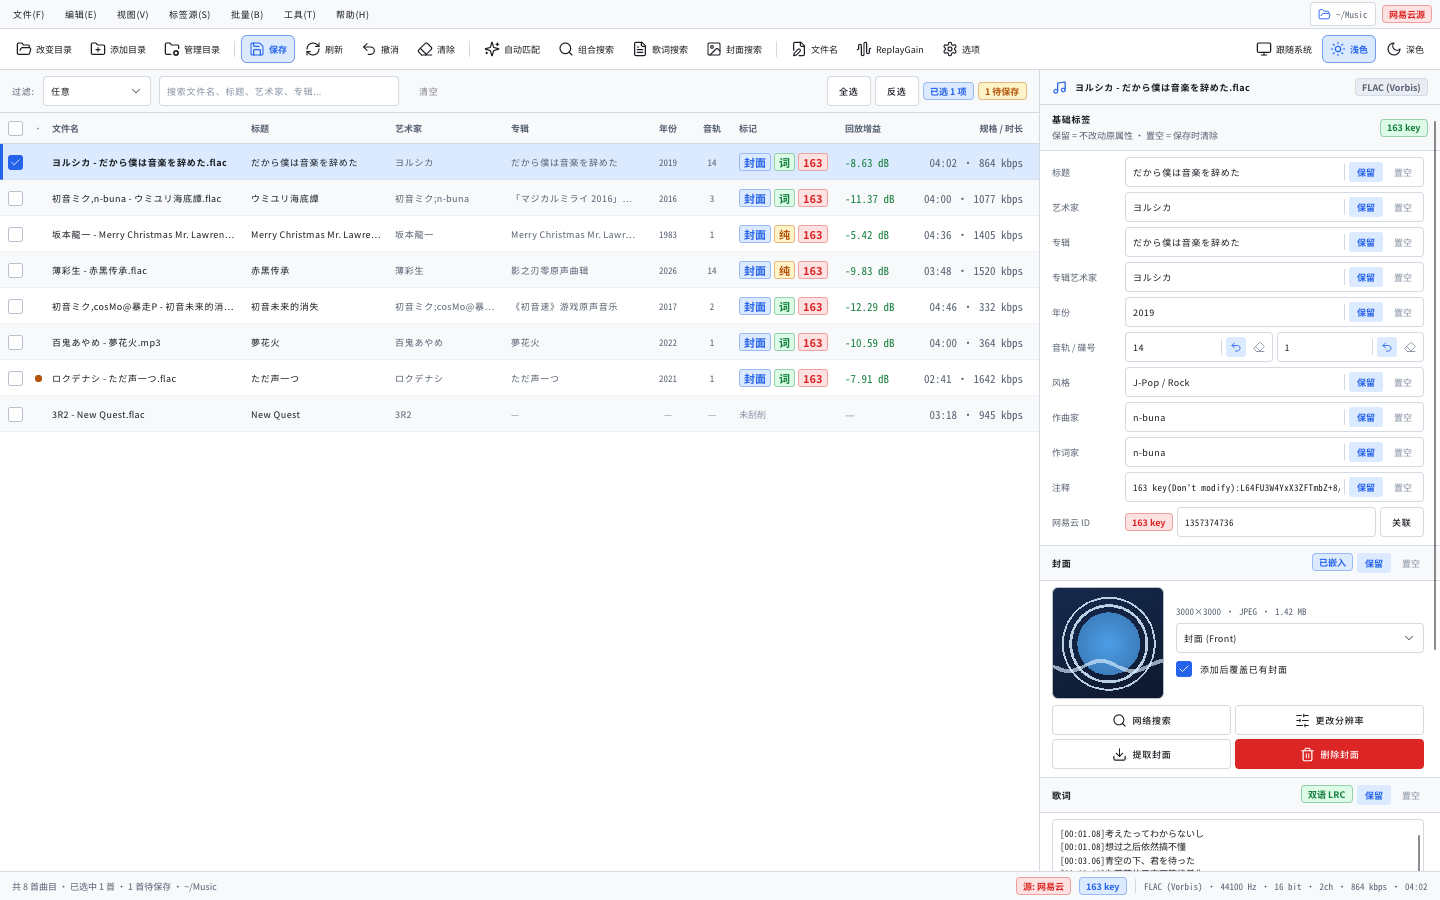 文件(F) 编辑(E) 视图(V) 标签源(S) 批量(B) 工具(T) 帮助(H) ~/Music 网易云源
改变目录 添加目录 管理目录 保存 刷新 撤消 清除 自动匹配 组合搜索 歌词搜索 封面搜索 文件名 ReplayGain 选项 跟随系统 浅色 深色
过滤: 任意 搜索文件名、标题、艺术家、专辑... 清空 全选 反选 已选 1 项 1 待保存
· 文件名 标题 艺术家 专辑 年份 音轨 标记 回放增益 规格 / 时长
ヨルシカ - だから僕は音楽を辞めた.flac だから僕は音楽を辞めた ヨルシカ だから僕は音楽を辞めた 2019 14 封面 词 163 -8.63 dB 04:02 • 864 kbps
初音ミク,n-buna - ウミユリ海底譚.flac ウミユリ海底譚 初音ミク;n-buna 「マジカルミライ 2016」… 2016 3 封面 词 163 -11.37 dB 04:00 • 1077 kbps
坂本龍一 - Merry Christmas Mr. Lawren… Merry Christmas Mr. Lawre… 坂本龍一 Merry Christmas Mr. Lawr… 1983 1 封面 纯 163 -5.42 dB 04:36 • 1405 kbps
薄彩生 - 赤黑传承.flac 赤黑传承 薄彩生 影之刃零原声曲辑 2026 14 封面 纯 163 -9.83 dB 03:48 • 1520 kbps
初音ミク,cosMo@暴走P - 初音未来的消… 初音未来的消失 初音ミク;cosMo@暴… 《初音速》游戏原声音乐 2017 2 封面 词 163 -12.29 dB 04:46 • 332 kbps
百鬼あやめ - 夢花火.mp3 夢花火 百鬼あやめ 夢花火 2022 1 封面 词 163 -10.59 dB 04:00 • 364 kbps
ロクデナシ - ただ声一つ.flac ただ声一つ ロクデナシ ただ声一つ 2021 1 封面 词 163 -7.91 dB 02:41 • 1642 kbps
3R2 - New Quest.flac New Quest 3R2 — — — 未刮削 — 03:18 • 945 kbps
ヨルシカ - だから僕は音楽を辞めた.flac FLAC (Vorbis)
基础标签
保留 = 不改动原属性 • 置空 = 保存时清除 163 key
标题 だから僕は音楽を辞めた 保留 置空
艺术家 ヨルシカ 保留 置空
专辑 だから僕は音楽を辞めた 保留 置空
专辑艺术家 ヨルシカ 保留 置空
年份 2019 保留 置空
音轨 / 碟号 14 1
风格 J-Pop / Rock 保留 置空
作曲家 n-buna 保留 置空
作词家 n-buna 保留 置空
注释 163 key(Don't modify):L64FU3W4YxX3ZFTmbZ+8/ 保留 置空
网易云 ID 163 key 1357374736 关联
封面 已嵌入 保留 置空
3000×3000 • JPEG • 1.42 MB
封面 (Front)
添加后覆盖已有封面
网络搜索 更改分辨率
提取封面 删除封面
歌词 双语 LRC 保留 置空
[00:01.08]考えたってわからないし
[00:01.08]想过之后依然搞不懂
[00:03.06]青空の下、君を待った
共 8 首曲目 • 已选中 1 首 • 1 首待保存 • ~/Music 源: 网易云 163 key FLAC (Vorbis) • 44100 Hz • 16 bit • 2ch • 864 kbps • 04:02